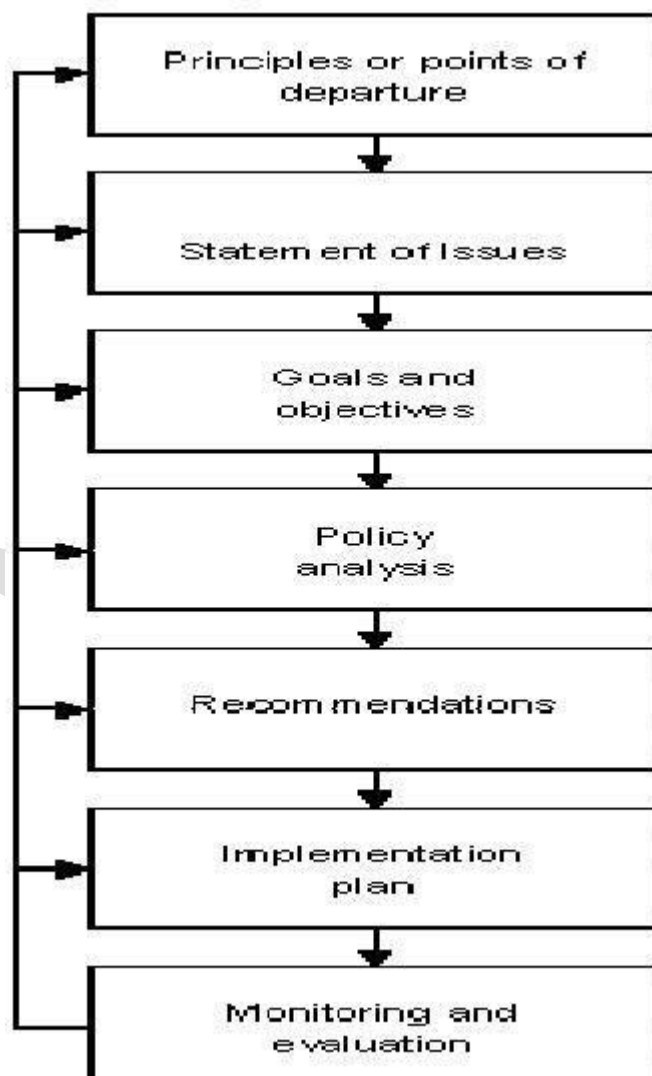 Principles or points of
departure
Statement of Issues
Goals and
objectives
Policy
analysis
Recommendations
Implementation
plan
Monitoring and
evaluation